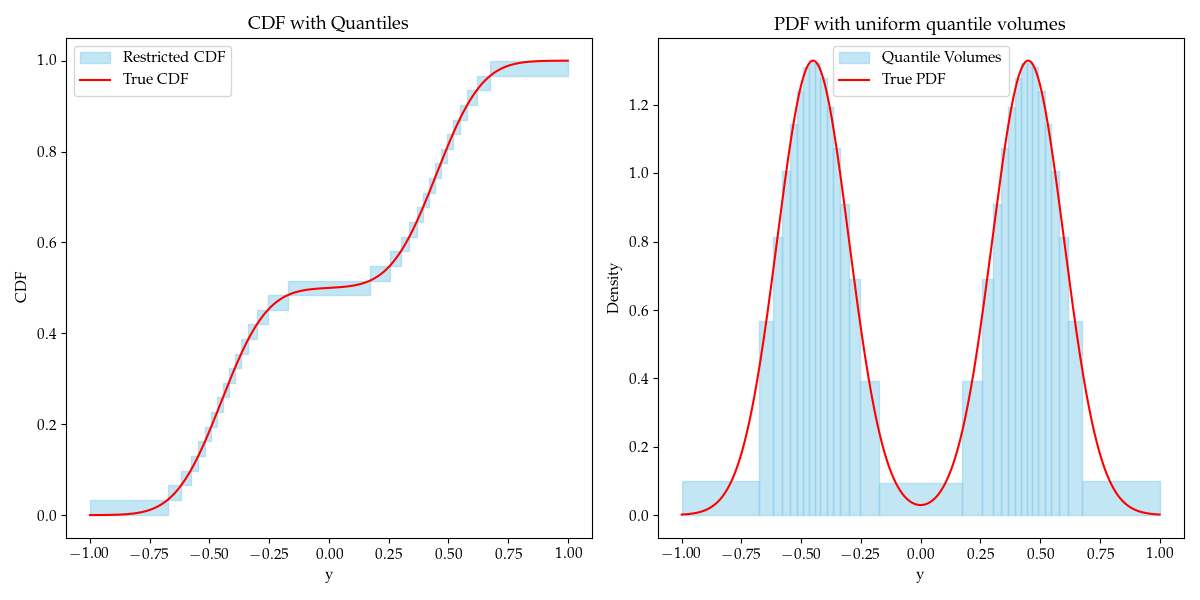 CDF with Quantiles
Restricted CDF
True CDF
CDF
1.0
0.8
0.6
0.4
0.2
0.0
−1.00 −0.75 −0.50 −0.25 0.00 0.25 0.50 0.75 1.00
y
PDF with uniform quantile volumes
Quantile Volumes
True PDF
Density
1.2
1.0
0.8
0.6
0.4
0.2
0.0
−1.00 −0.75 −0.50 −0.25 0.00 0.25 0.50 0.75 1.00
y